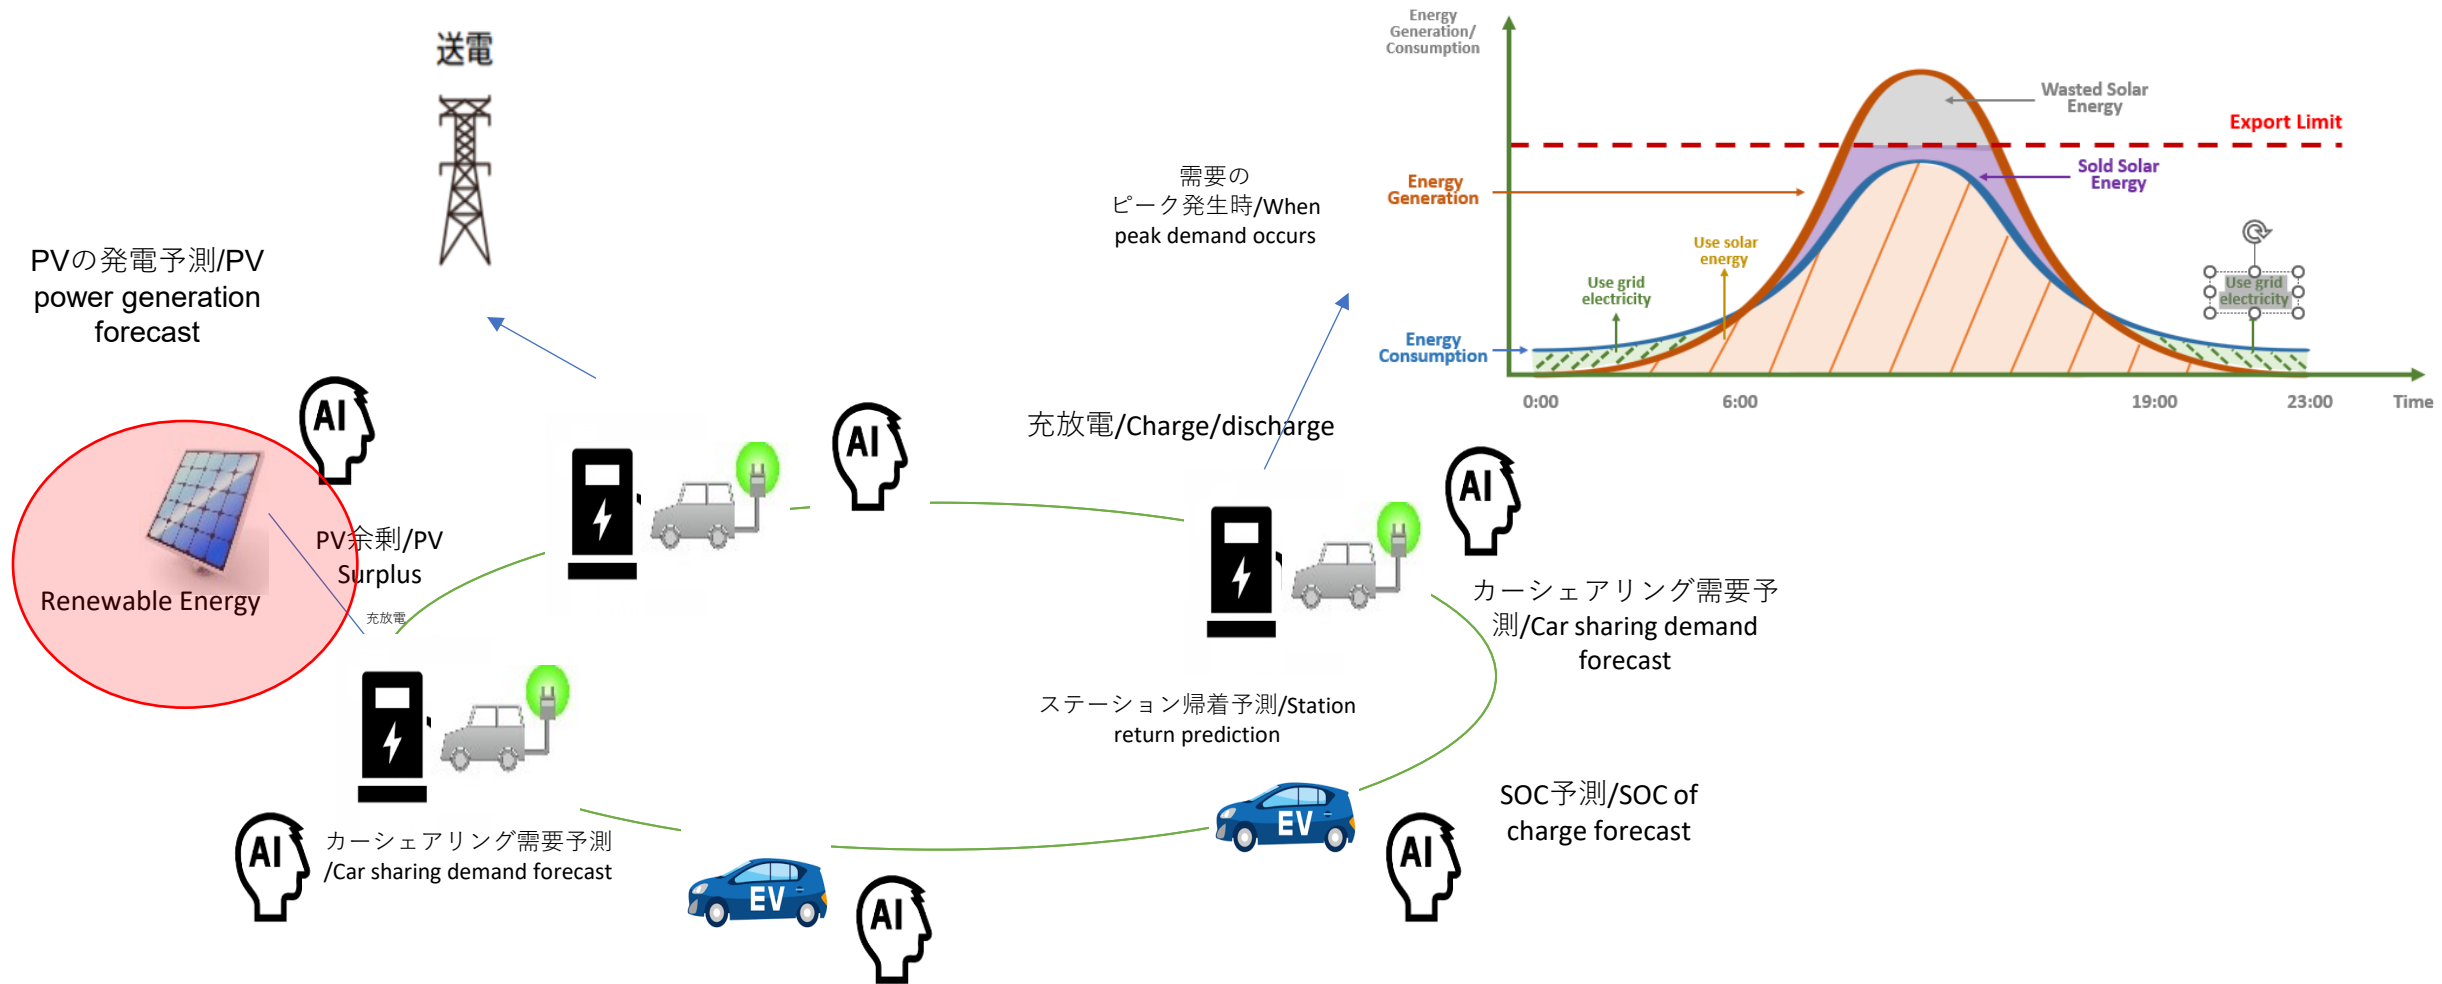 送電
PVの発電予測/PV
power generation
forecast
AI
Renewable Energy
PV余剰/PV
Surplus
充放電
AI
カーシェアリング需要予測
/Car sharing demand forecast
AI
EV
AI
充放電/Charge/discharge
需要の
ピーク発生時/When
peak demand occurs
AI
カーシェアリング需要予
測/Car sharing demand
forecast
ステーション帰着予測/Station
return prediction
EV
AI
SOC予測/SOC of
charge forecast
Energy
Generation/
Consumption
Wasted Solar
Energy
Export Limit
Sold Solar
Energy
Energy
Generation
Use solar
energy
Use grid
electricity
Use grid
electricity
Energy
Consumption
0:00
6:00
19:00
23:00
Time